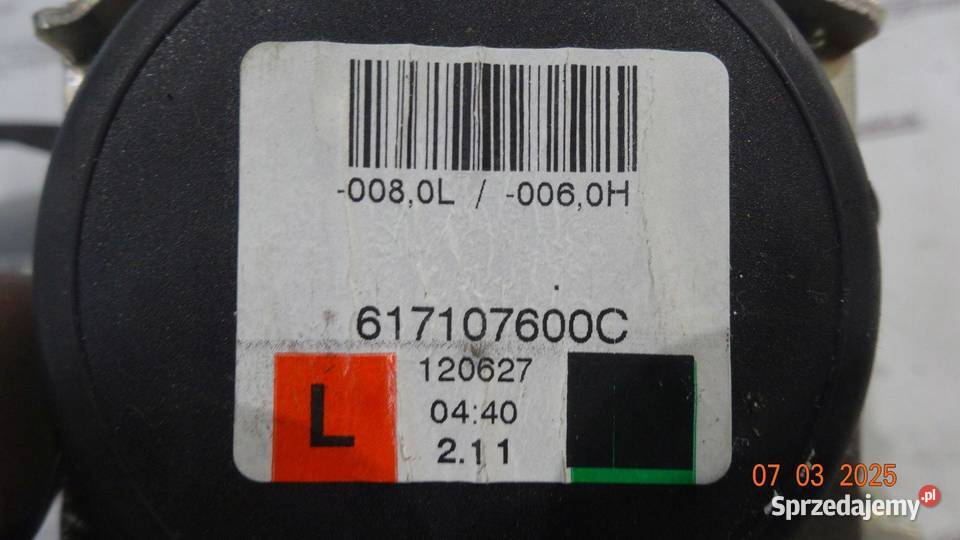 -008,0L / -006,0H
617107600C
L
120627
04:40
2.11
07 03 2025
Sprzedajemy.pl